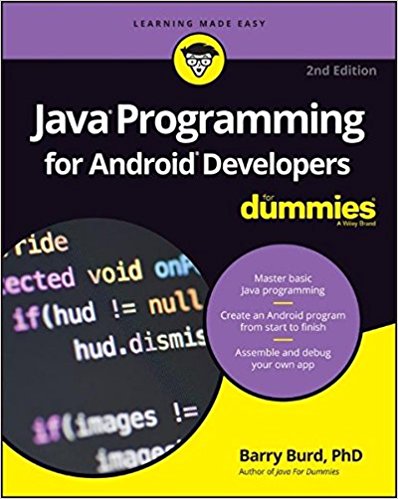 LEARNING MADE EASY
2nd Edition
Java® Programming
for Android® Developers
for
dummies®
A Wiley Brand
ride
ected void onP
if(hud != null
hud.dismis
if(images !=
images
Master basic
Java programming
Create an Android program
from start to finish
Assemble and debug
your own app
Barry Burd, PhD
Author of Java For Dummies